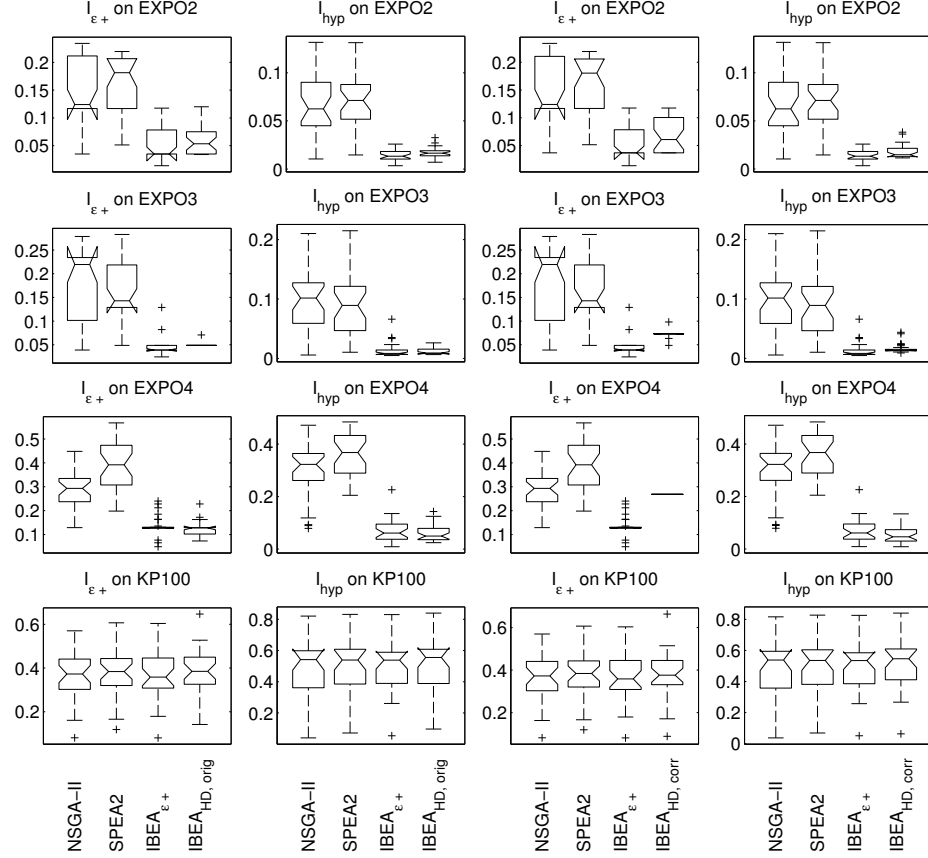 I ε + on EXPO2
I hyp on EXPO2
I ε + on EXPO2
I hyp on EXPO2
0.2
0.15
0.1
0.05
0.1
0.05
0
0.2
0.15
0.1
0.05
0.1
0.05
0
I ε + on EXPO3
I hyp on EXPO3
I ε + on EXPO3
I hyp on EXPO3
0.25
0.2
0.15
0.1
0.05
0.2
0.1
0
0.25
0.2
0.15
0.1
0.05
0.2
0.1
0
I ε + on EXPO4
I hyp on EXPO4
I ε + on EXPO4
I hyp on EXPO4
0.5
0.4
0.3
0.2
0.1
0.4
0.2
0
0.5
0.4
0.3
0.2
0.1
0.4
0.2
0
I ε + on KP100
I hyp on KP100
I ε + on KP100
I hyp on KP100
0.6
0.4
0.2
0.8
0.6
0.4
0.2
0.6
0.4
0.2
0.8
0.6
0.4
0.2
0
NSGA−II
SPEA2
IBEA ε +
IBEA HD, orig
NSGA−II
SPEA2
IBEA ε +
IBEA HD, orig
NSGA−II
SPEA2
IBEA ε +
IBEA HD, corr
NSGA−II
SPEA2
IBEA ε +
IBEA HD, corr